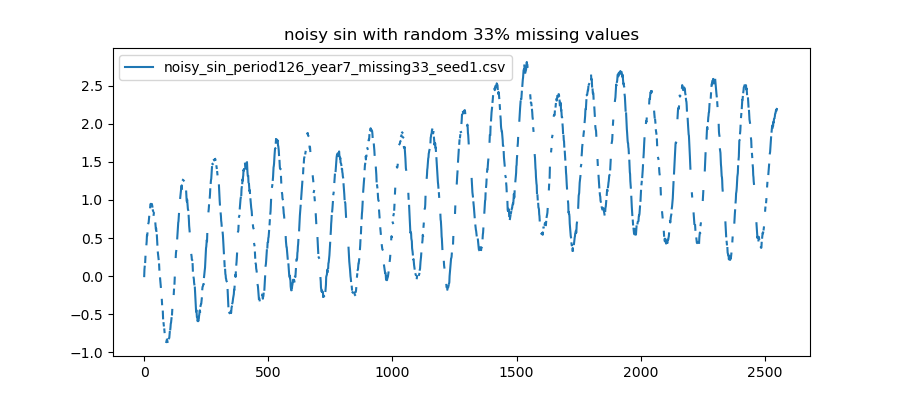 noisy sin with random 33% missing values
noisy_sin_period126_year7_missing33_seed1.csv
2.5
2.0
1.5
1.0
0.5
0.0
−0.5
−1.0
0 500 1000 1500 2000 2500